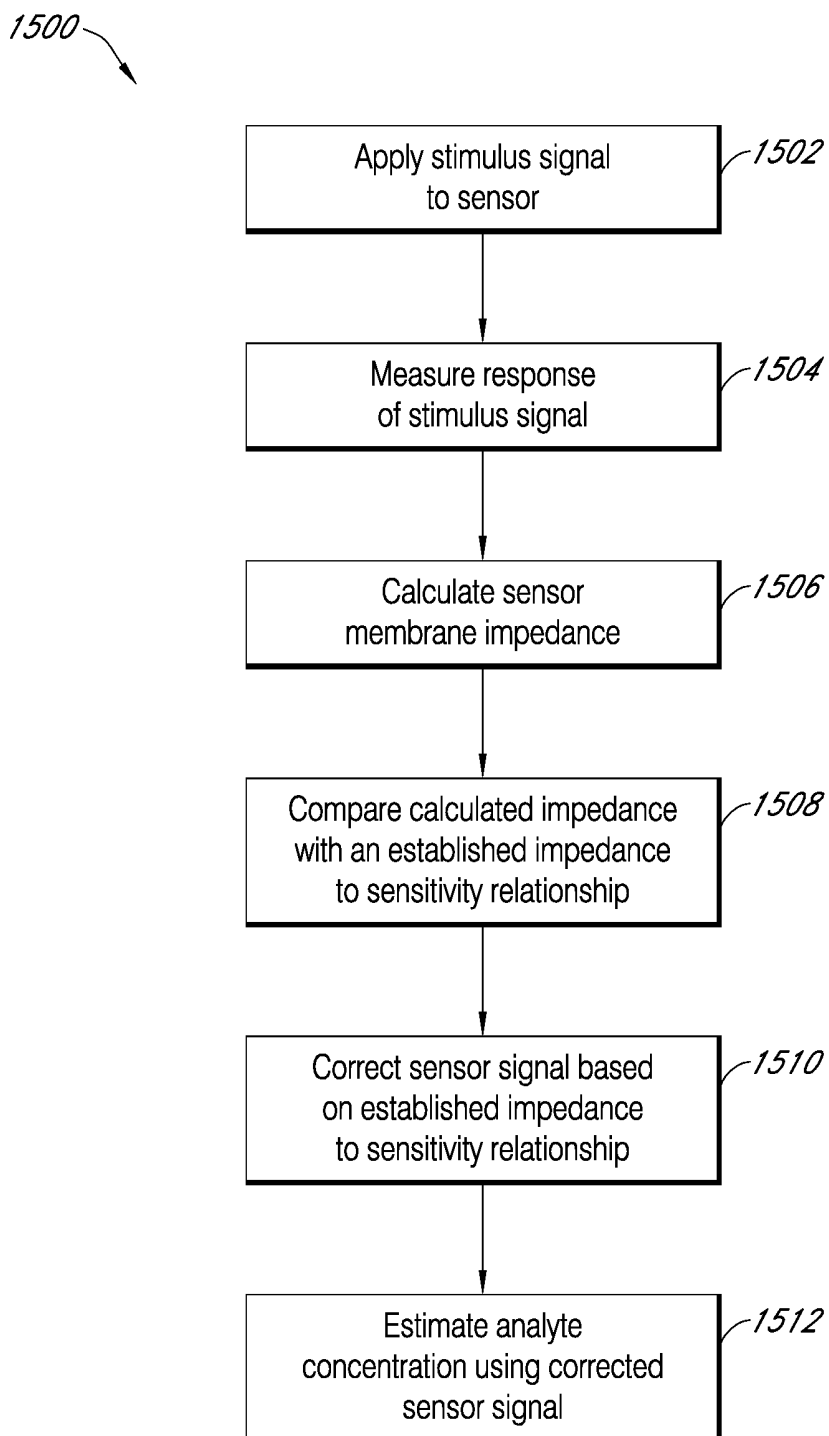 1500
Apply stimulus signal
to sensor
1502
Measure response
of stimulus signal
1504
Calculate sensor
membrane impedance
1506
Compare calculated impedance
with an established impedance
to sensitivity relationship
1508
Correct sensor signal based
on established impedance
to sensitivity relationship
1510
Estimate analyte
concentration using corrected
sensor signal
1512